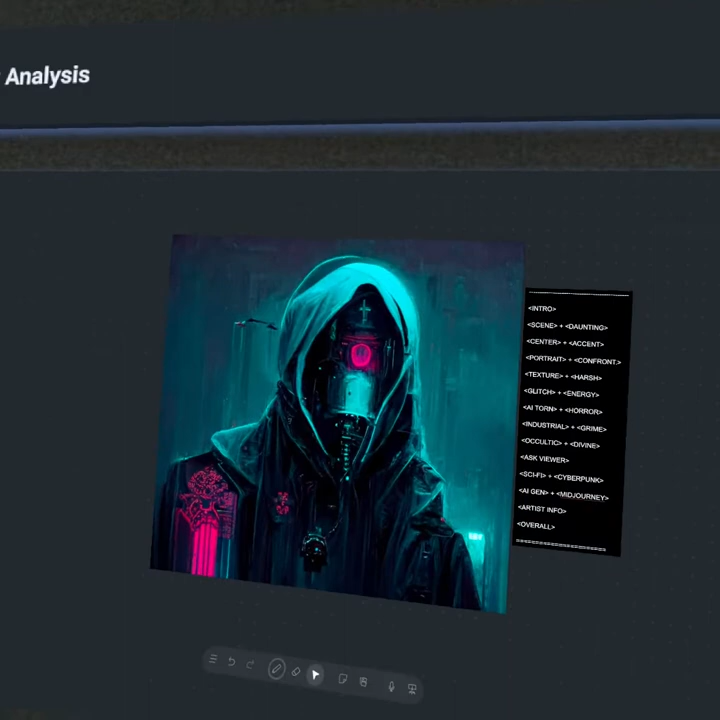 Analysis
<INTRO>
<SCENE> + <DAUNTING>
<CENTER> + <ACCENT>
<PORTRAIT> + <CONFRONT.>
<TEXTURE> + <HARSH>
<GLITCH> + <ENERGY>
<AI TORN> + <HORROR>
<INDUSTRIAL> + <GRIME>
<OCCULTIC> + <DIVINE>
<ASK VIEWER>
<SCI-FI> + <CYBERPUNK>
<AI GEN> + <MIDJOURNEY>
<ARTIST INFO>
<OVERALL>